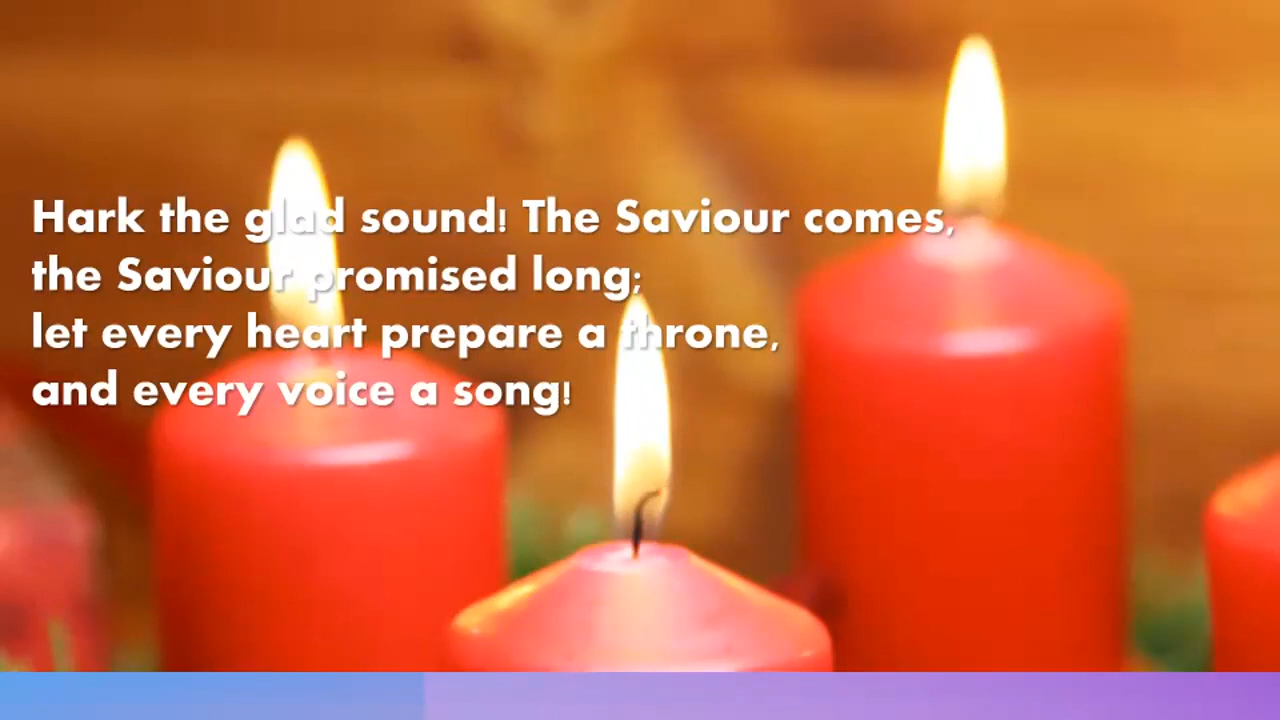 Hark the glad sound! The Saviour comes,
the Saviour promised long;
let every heart prepare a throne,
and every voice a song!